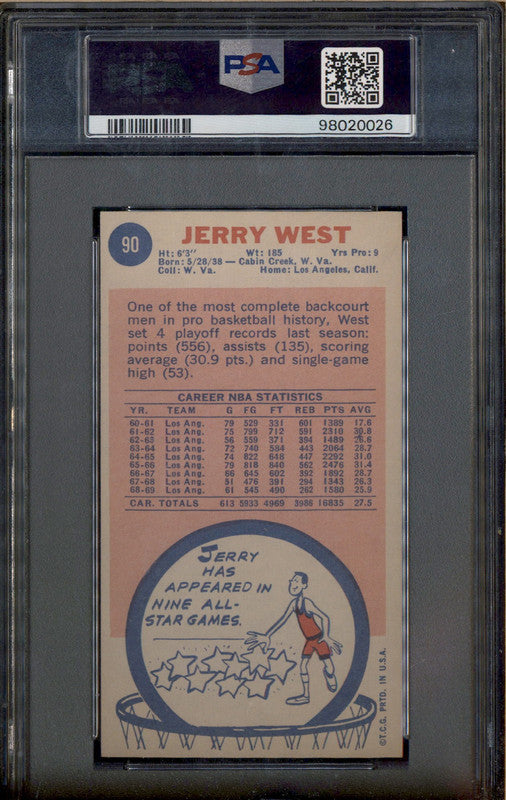 PSA
98020026
90
JERRY WEST
Ht: 6'3" Wt: 185 Yrs Pro: 9
Born: 5/28/38 — Cabin Creek, W. Va.
Coll: W. Va. Home: Los Angeles, Calif.
One of the most complete backcourt
men in pro basketball history, West
set 4 playoff records last season:
points (556), assists (135), scoring
average (30.9 pts.) and single-game
high (53).
CAREER NBA STATISTICS
YR. TEAM G FG FT REB PTS AVG
60-61 Los Ang. 79 529 331 601 1389 17.6
61-62 Los Ang. 75 799 712 591 2310 30.8
62-63 Los Ang. 56 559 371 394 1489 26.6
63-64 Los Ang. 72 740 584 443 2064 28.7
64-65 Los Ang. 74 822 648 447 2292 31.0
65-66 Los Ang. 79 818 840 562 2476 31.4
66-67 Los Ang. 66 645 602 392 1892 28.7
67-68 Los Ang. 51 476 391 294 1343 26.3
68-69 Los Ang. 61 545 490 262 1580 25.9
CAR. TOTALS 613 5933 4969 3986 16835 27.5
JERRY
HAS
APPEARED IN
NINE ALL-
STAR GAMES.
©T.C.G. PRTD. IN U.S.A.